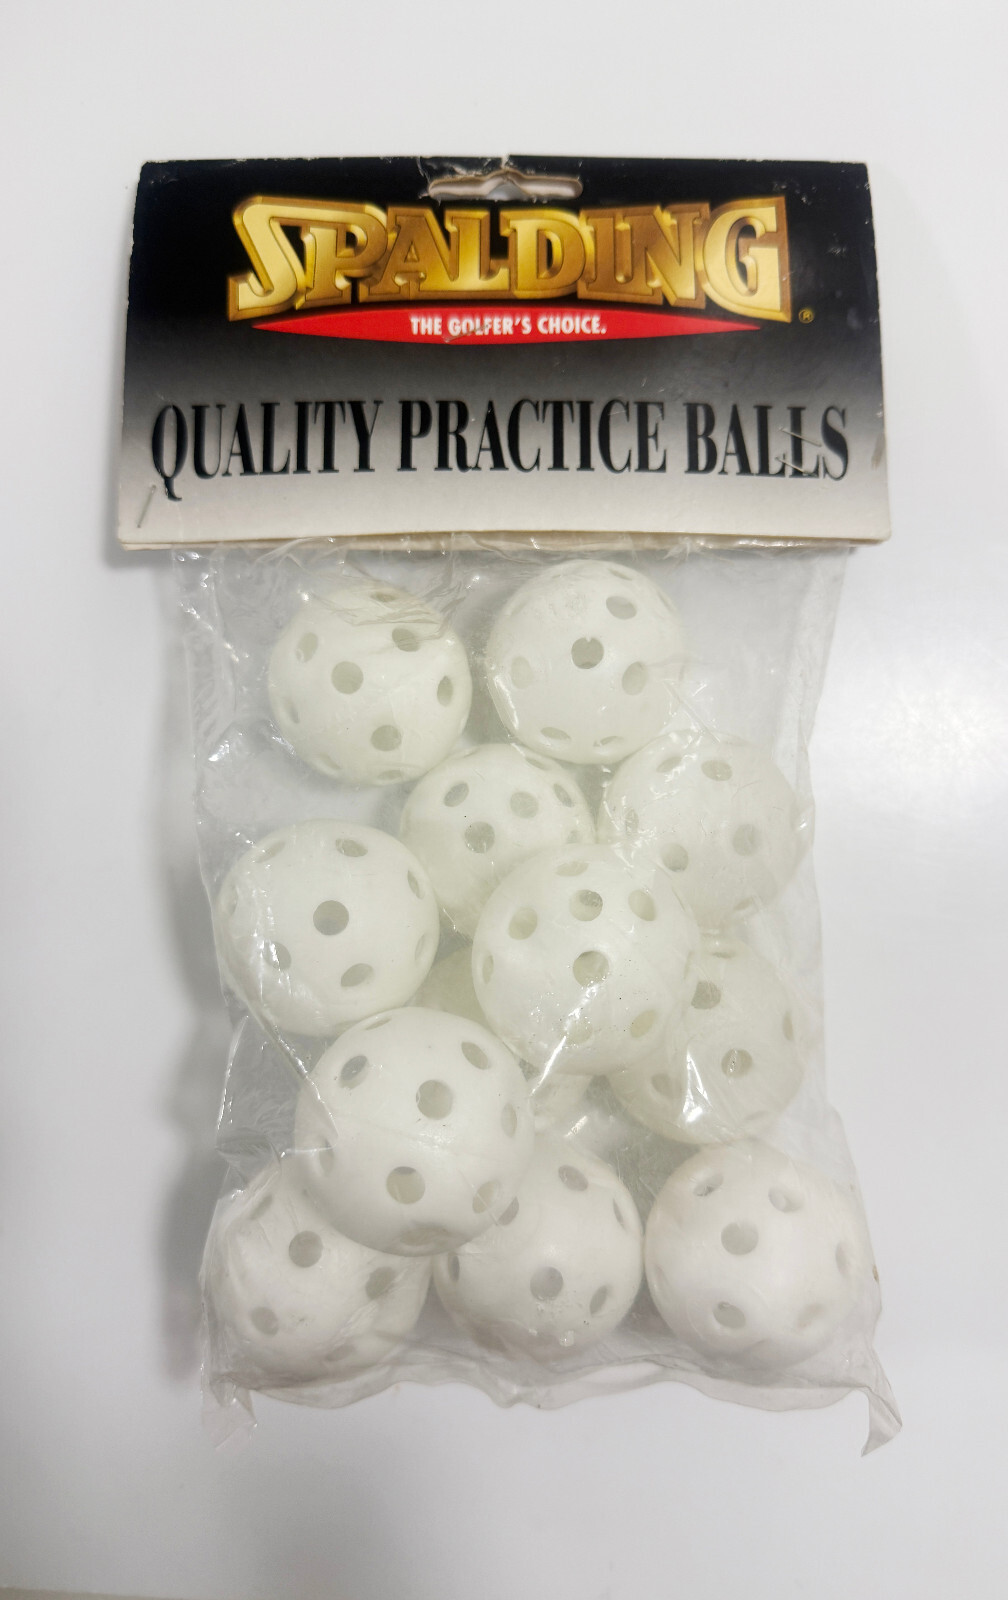 SPALDING®
THE GOLFER'S CHOICE.
QUALITY PRACTICE BALLS